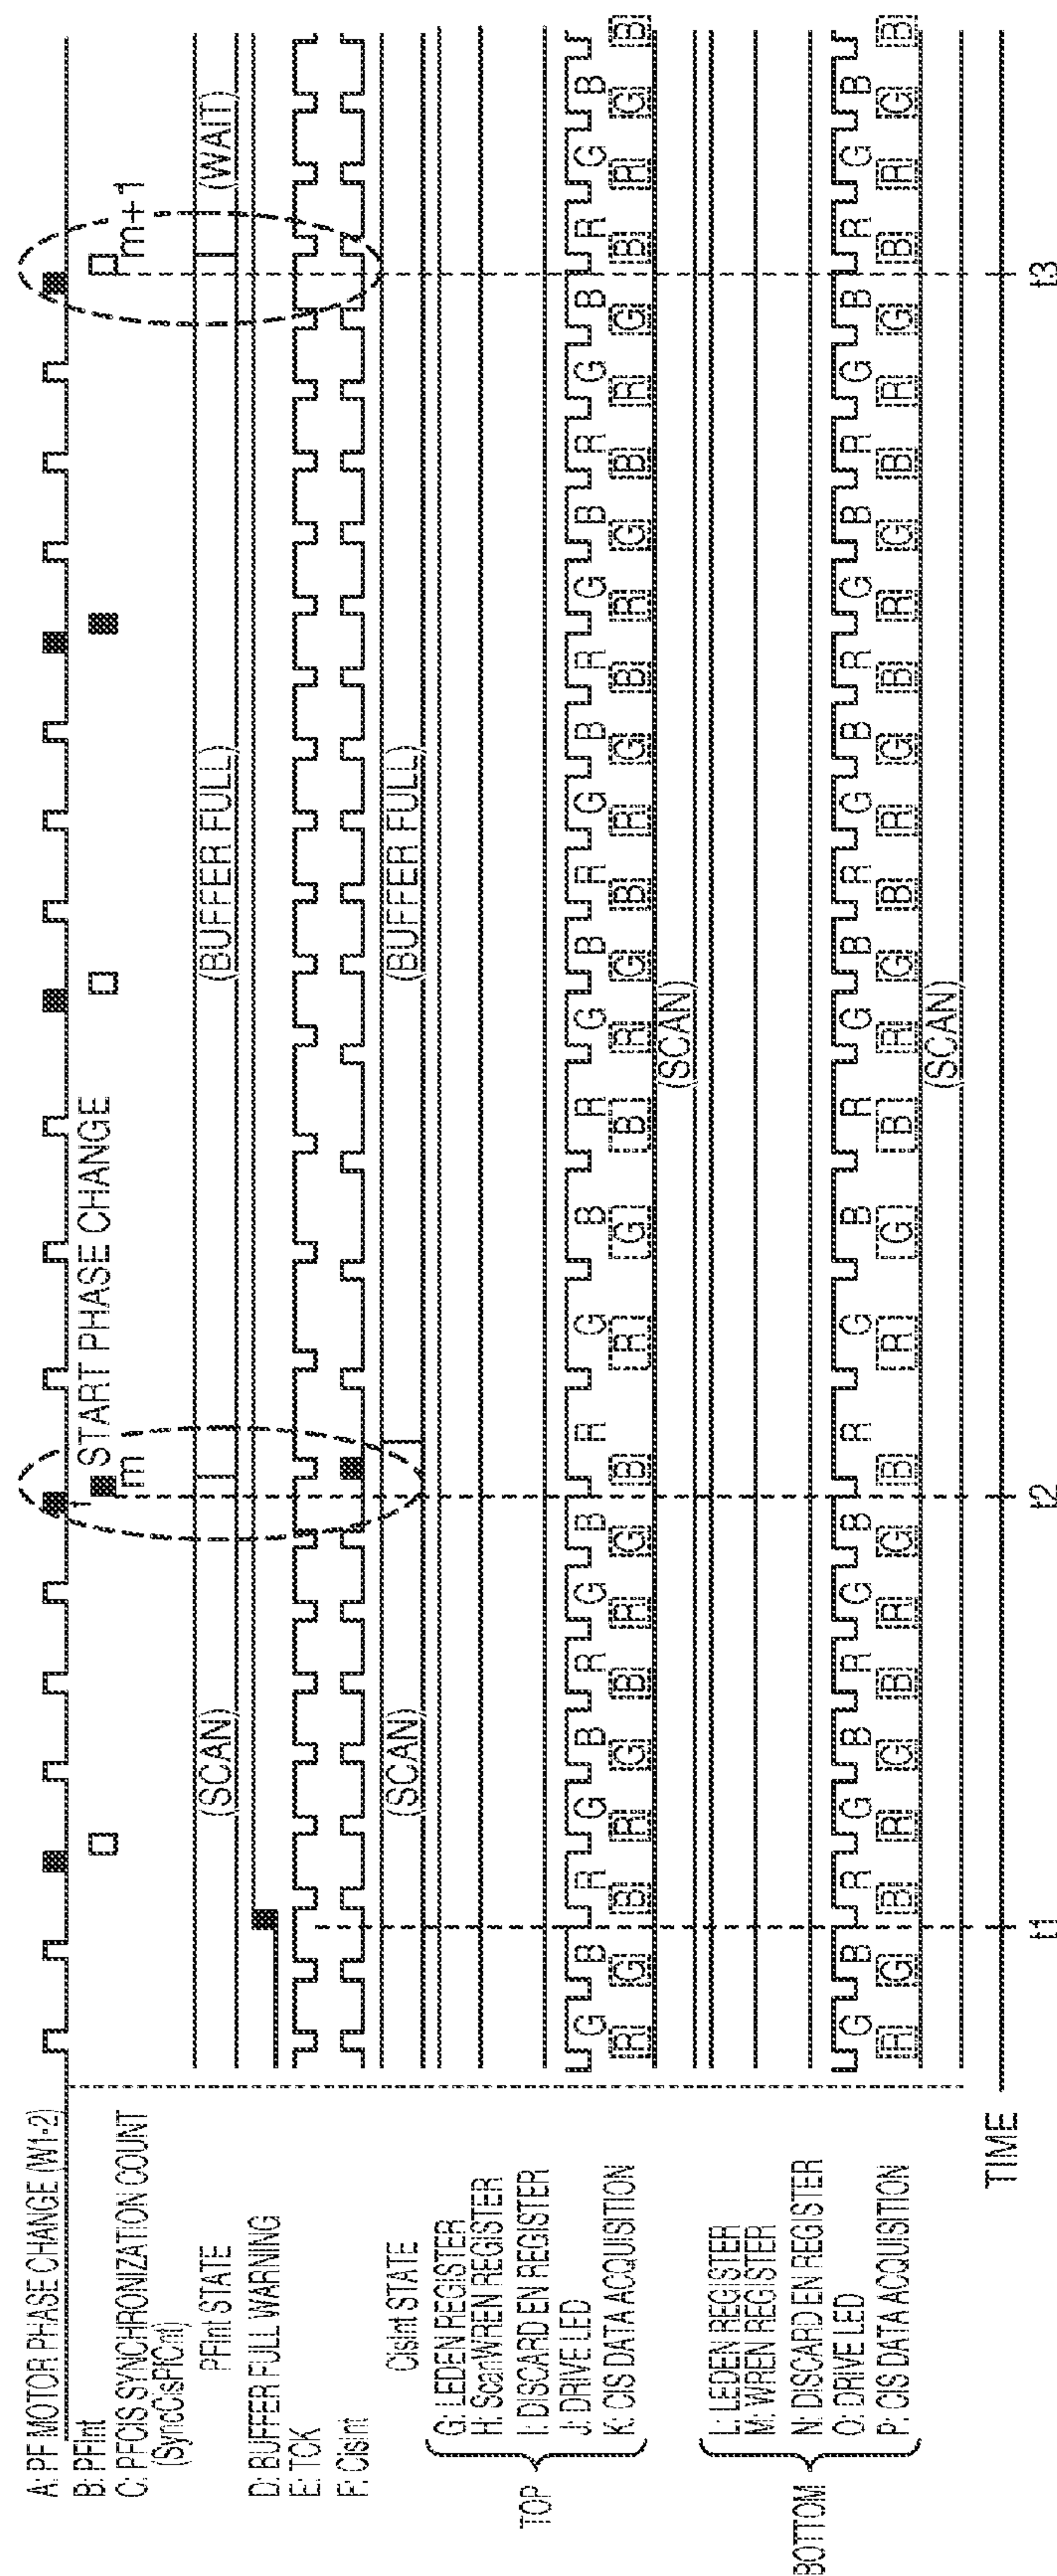 A: PF MOTOR PHASE CHANGE (W1-2)
START PHASE CHANGE
B: PFInt
m
m+1
C: PFCIS SYNCHRONIZATION COUNT
(SyncCisPfCnt)
PFInt STATE
(SCAN)
(BUFFER FULL)
(WAIT)
D: BUFFER FULL WARNING
E: TCK
F: CisInt
CisInt STATE
(SCAN)
(BUFFER FULL)
TOP
G: LEDEN REGISTER
H: ScanWREN REGISTER
I: DISCARD EN REGISTER
J: DRIVE LED
G B R G B R G B R G B R G B R G B R G B R G B R G B
K: CIS DATA ACQUISITION
R G B R G B R G B R G B R G B R G B R G B R G B R G B
(SCAN)
BOTTOM
L: LEDEN REGISTER
M: WREN REGISTER
N: DISCARD EN REGISTER
O: DRIVE LED
G B R G B R G B R G B R G B R G B R G B R G B R G B
P: CIS DATA ACQUISITION
R G B R G B R G B R G B R G B R G B R G B R G B R G B
(SCAN)
TIME
t1
t2
t3